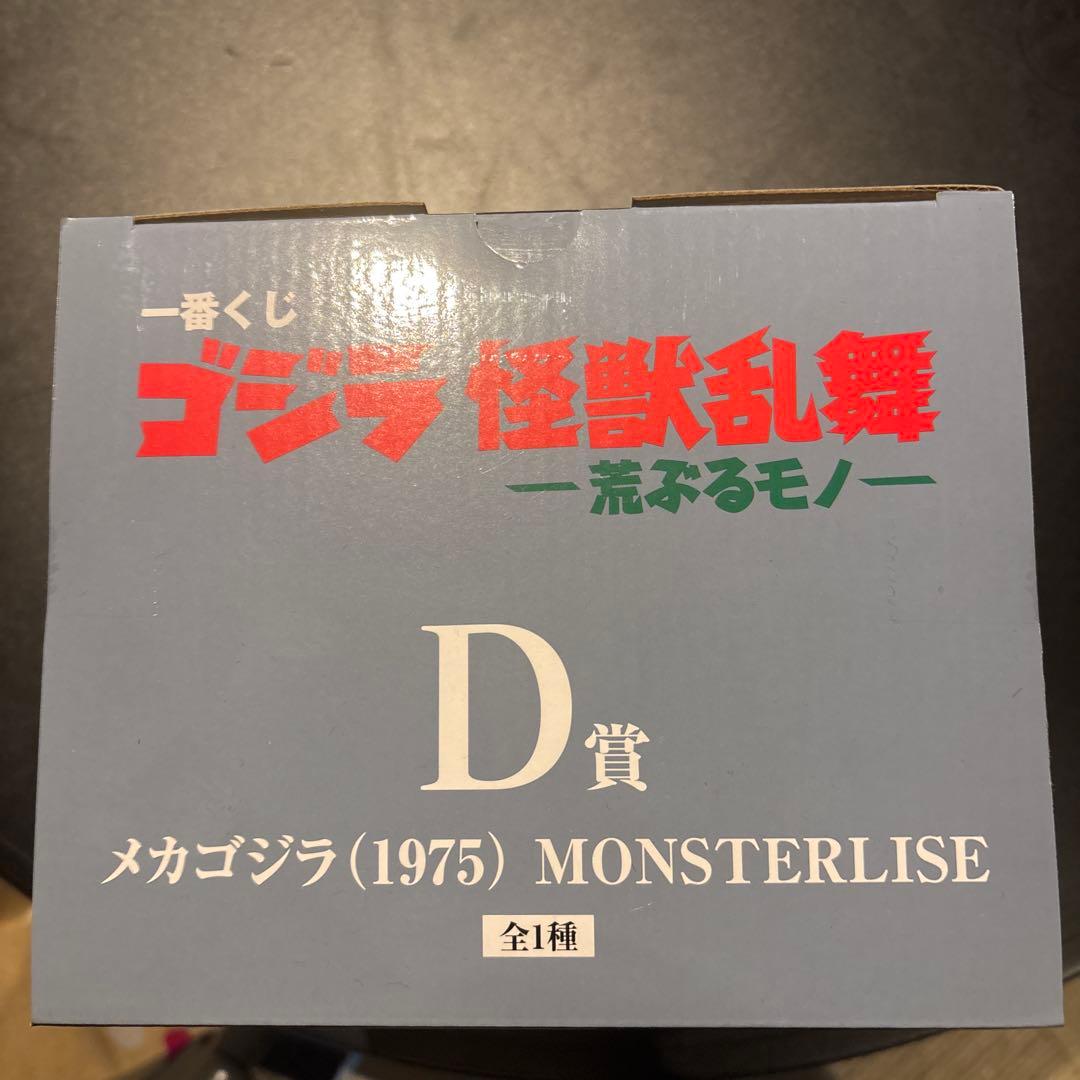 一番くじ
ゴジラ 怪獣乱舞
ー荒ぶるモノー
D賞
メカゴジラ(1975) MONSTERLISE
全1種